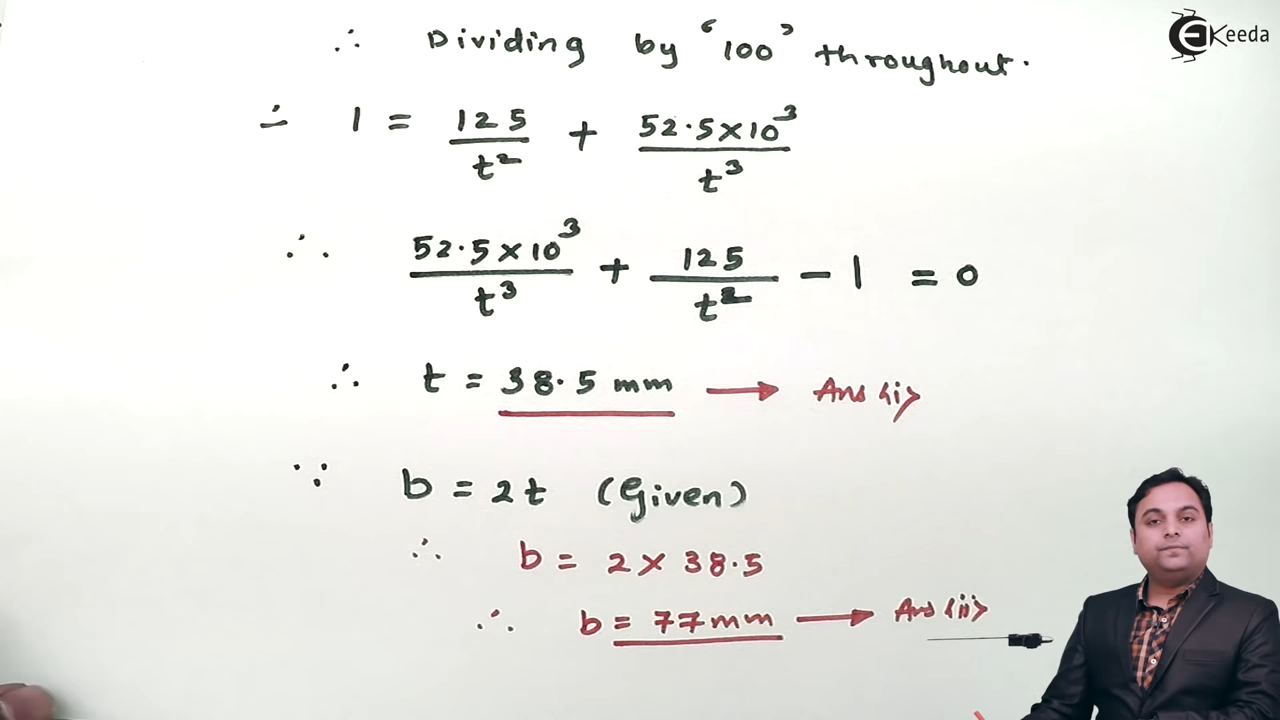 ∴ Dividing by '100' throughout.
∴ 1 = 125/t² + 52.5×10³/t³
∴ 52.5×10³/t³ + 125/t² − 1 = 0
∴ t = 38.5 mm → Ans (i)
∵ b = 2t (Given)
∴ b = 2 × 38.5
∴ b = 77mm → Ans (ii)
Keeda